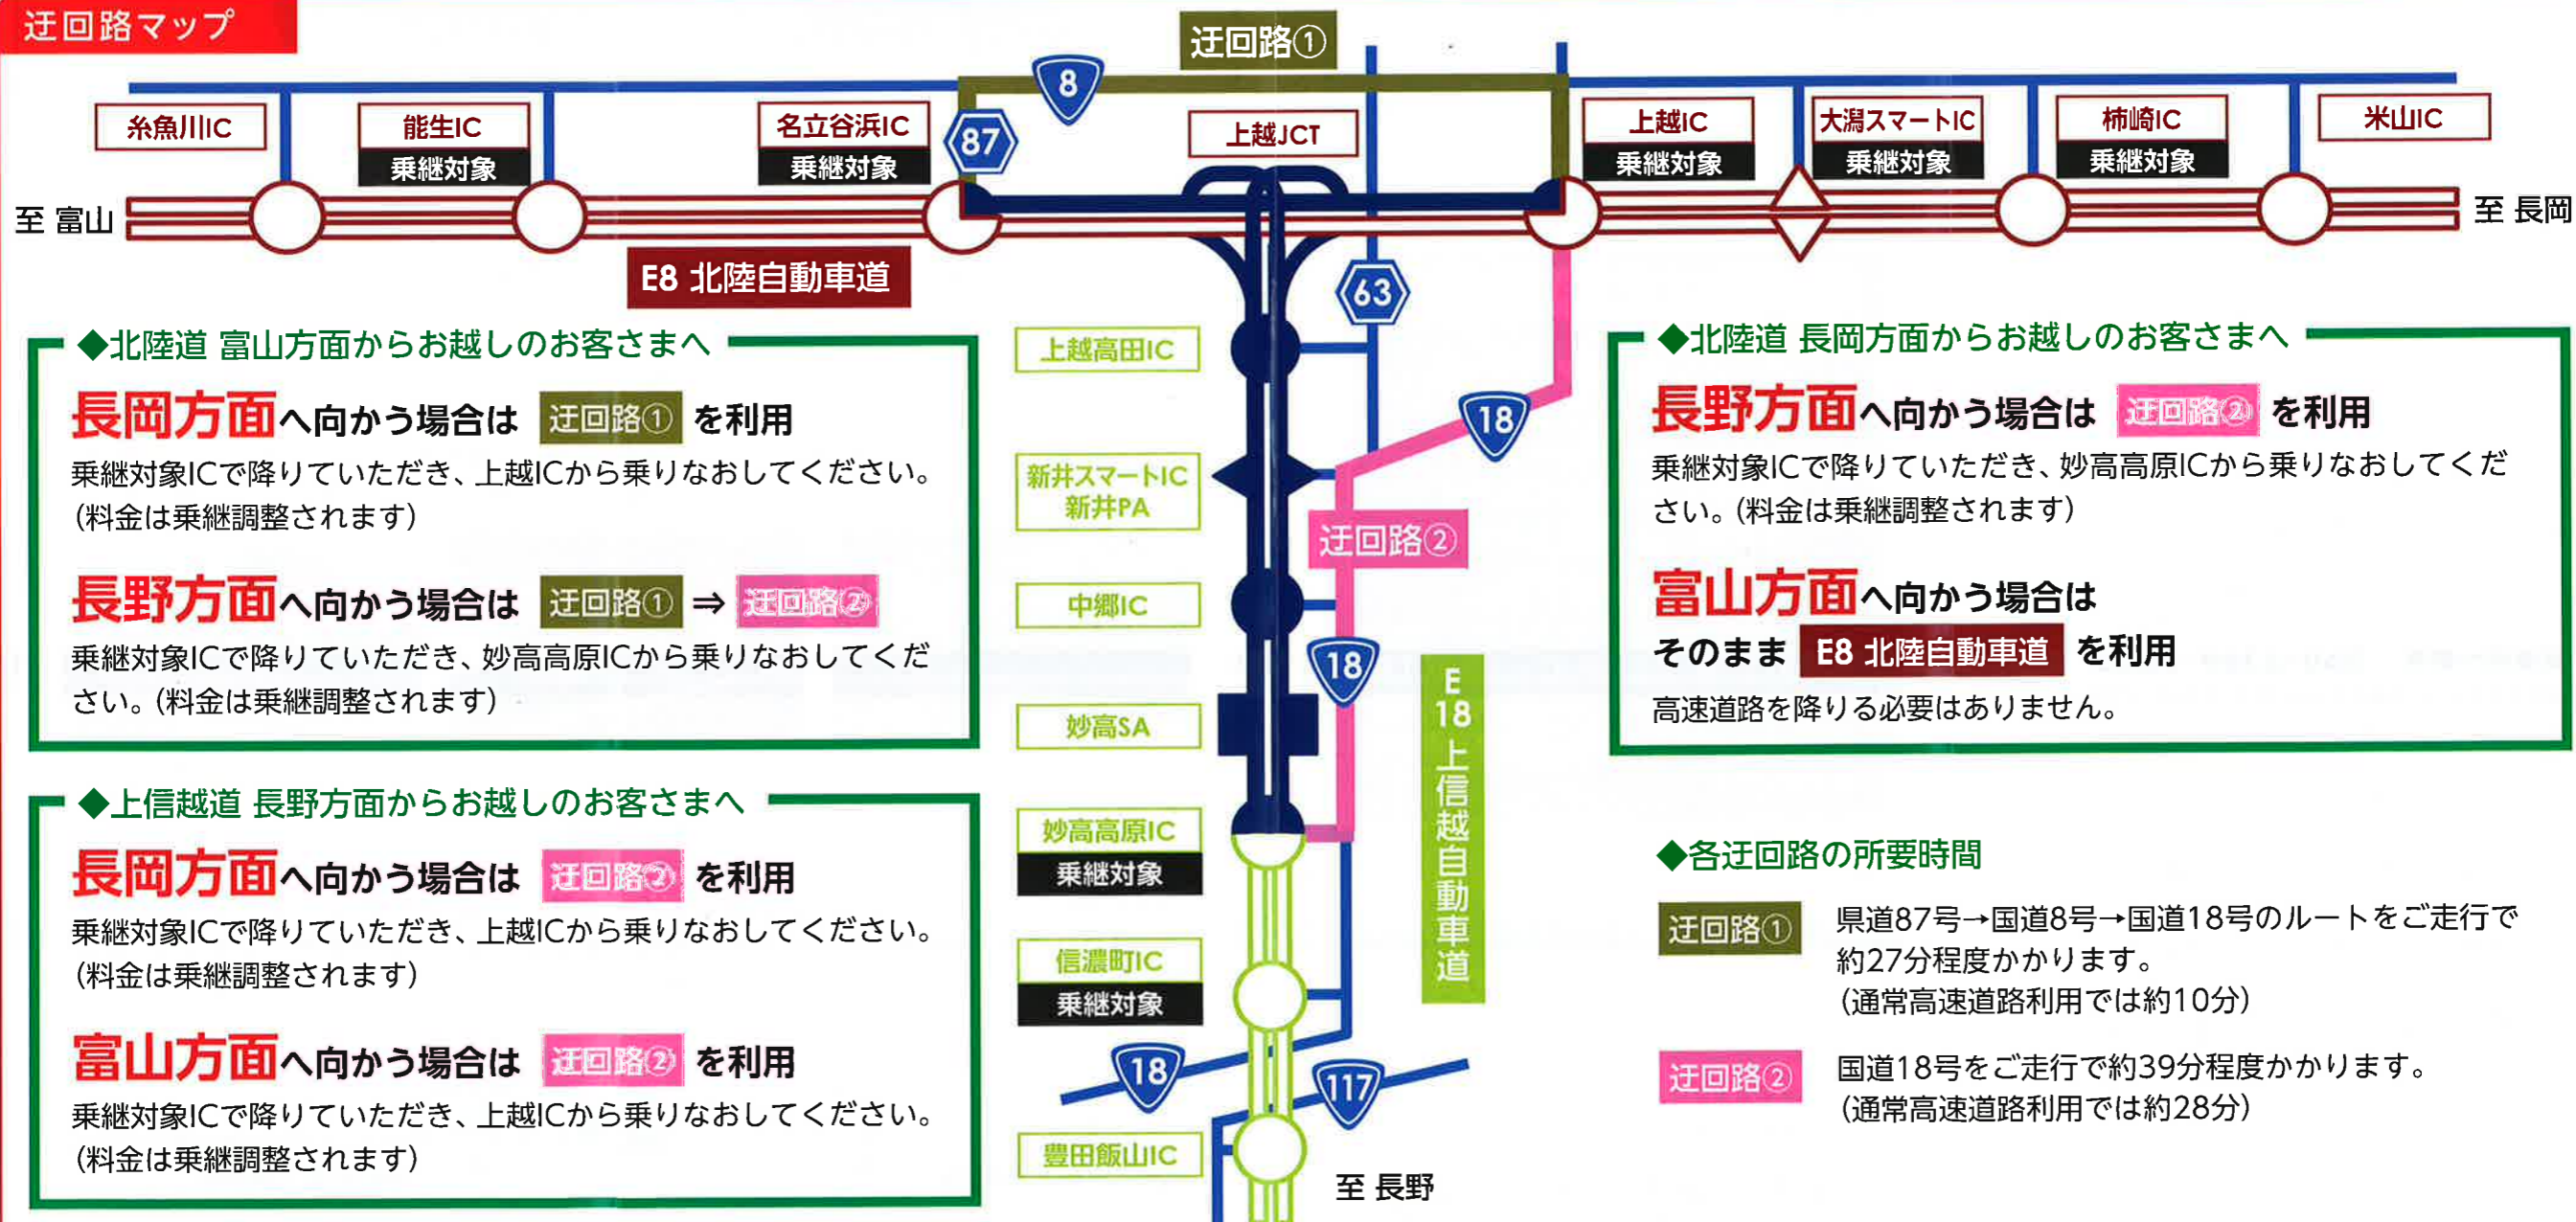 迂回路マップ
迂回路①
8
糸魚川IC
能生IC
乗継対象
名立谷浜IC
乗継対象
87
上越JCT
上越IC
乗継対象
大潟スマートIC
乗継対象
柿崎IC
乗継対象
米山IC
至 富山
至 長岡
E8 北陸自動車道
63
◆北陸道 富山方面からお越しのお客さまへ
長岡方面へ向かう場合は 迂回路① を利用
乗継対象ICで降りていただき、上越ICから乗りなおしてください。
(料金は乗継調整されます)
長野方面へ向かう場合は 迂回路① ⇒ 迂回路②
乗継対象ICで降りていただき、妙高高原ICから乗りなおしてくだ
さい。(料金は乗継調整されます)
◆上信越道 長野方面からお越しのお客さまへ
長岡方面へ向かう場合は 迂回路② を利用
乗継対象ICで降りていただき、上越ICから乗りなおしてください。
(料金は乗継調整されます)
富山方面へ向かう場合は 迂回路② を利用
乗継対象ICで降りていただき、上越ICから乗りなおしてください。
(料金は乗継調整されます)
上越高田IC
18
新井スマートIC
新井PA
迂回路②
中郷IC
18
妙高SA
E18 上信越自動車道
妙高高原IC
乗継対象
信濃町IC
乗継対象
18
117
豊田飯山IC
至 長野
◆北陸道 長岡方面からお越しのお客さまへ
長野方面へ向かう場合は 迂回路② を利用
乗継対象ICで降りていただき、妙高高原ICから乗りなおしてくだ
さい。(料金は乗継調整されます)
富山方面へ向かう場合は
そのまま E8 北陸自動車道 を利用
高速道路を降りる必要はありません。
◆各迂回路の所要時間
迂回路①
県道87号→国道8号→国道18号のルートをご走行で
約27分程度かかります。
(通常高速道路利用では約10分)
迂回路②
国道18号をご走行で約39分程度かかります。
(通常高速道路利用では約28分)